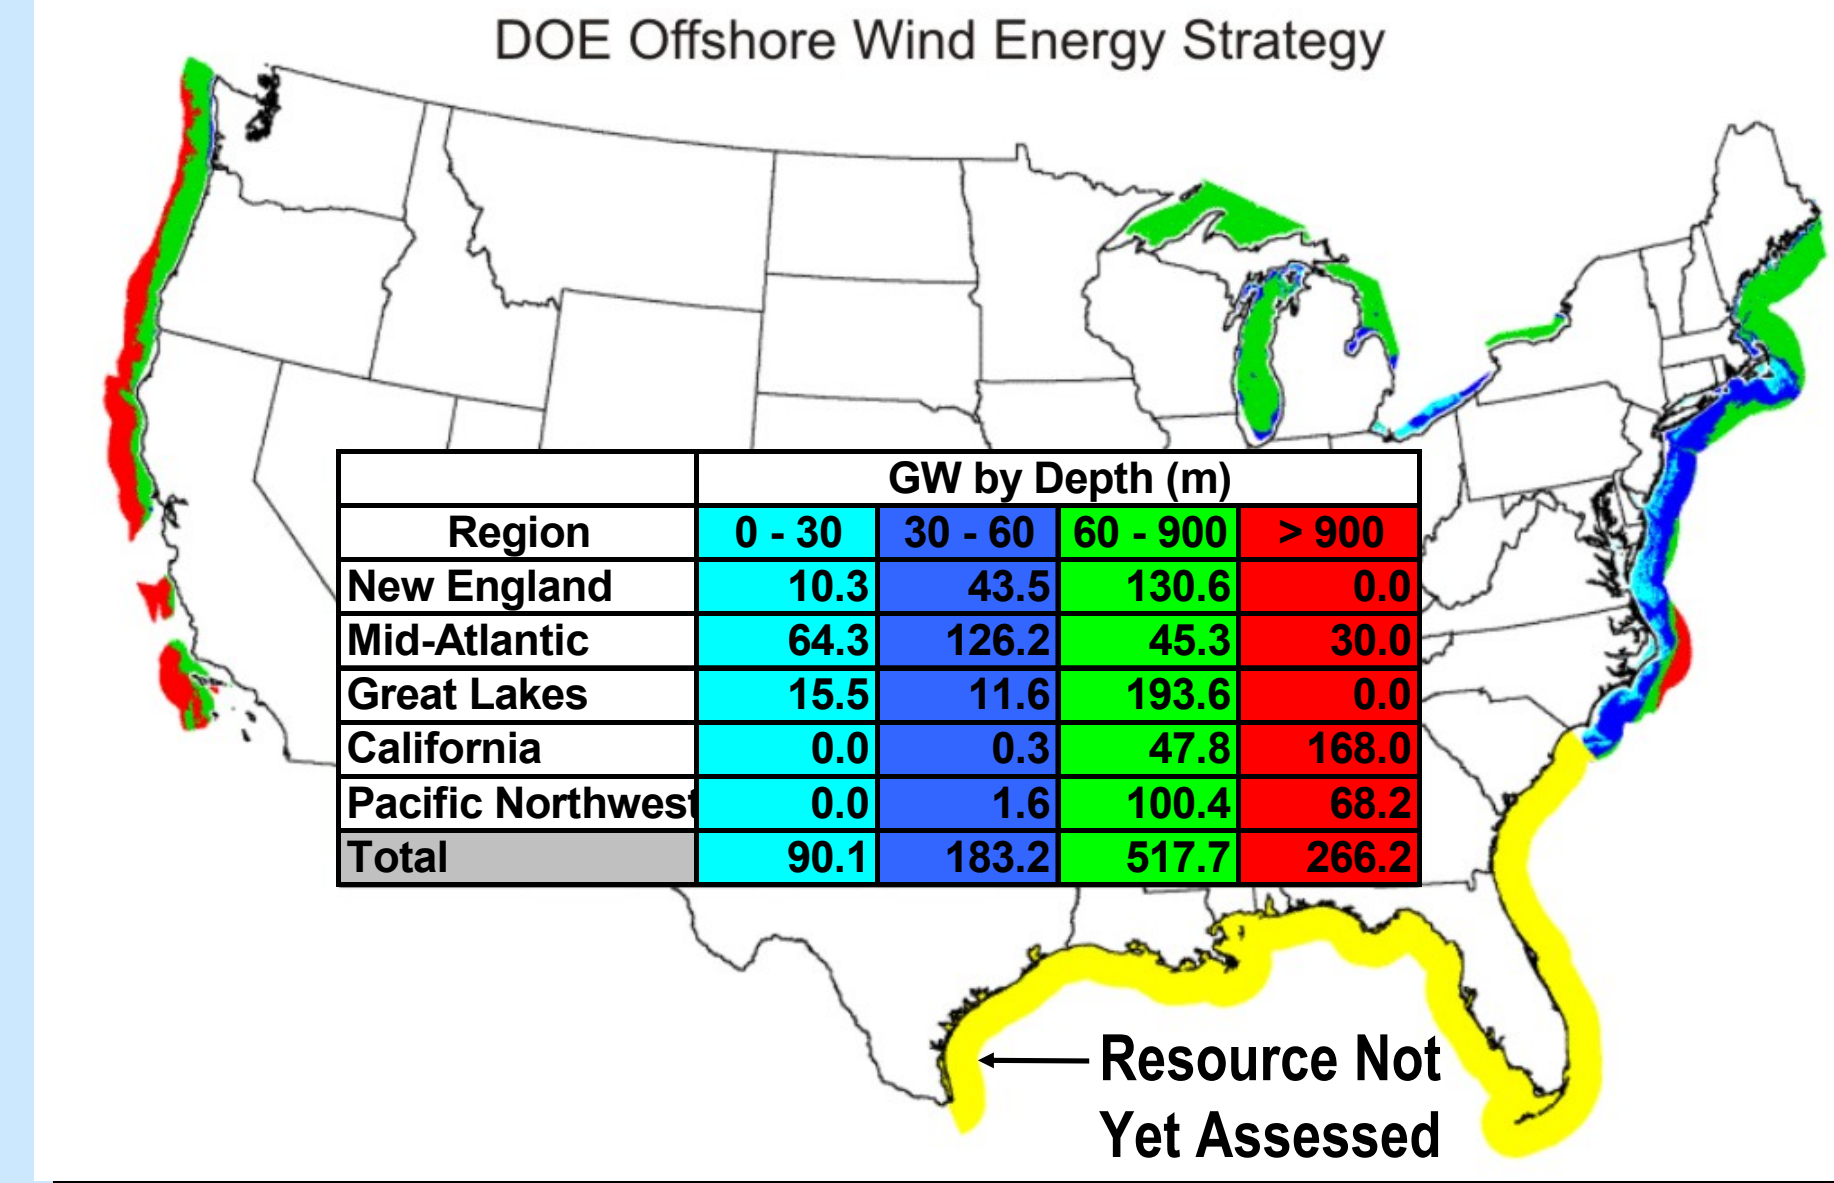 DOE Offshore Wind Energy Strategy
GW by Depth (m)
Region 0 - 30 30 - 60 60 - 900 > 900
New England 10.3 43.5 130.6 0.0
Mid-Atlantic 64.3 126.2 45.3 30.0
Great Lakes 15.5 11.6 193.6 0.0
California 0.0 0.3 47.8 168.0
Pacific Northwest 0.0 1.6 100.4 68.2
Total 90.1 183.2 517.7 266.2
Resource Not
Yet Assessed